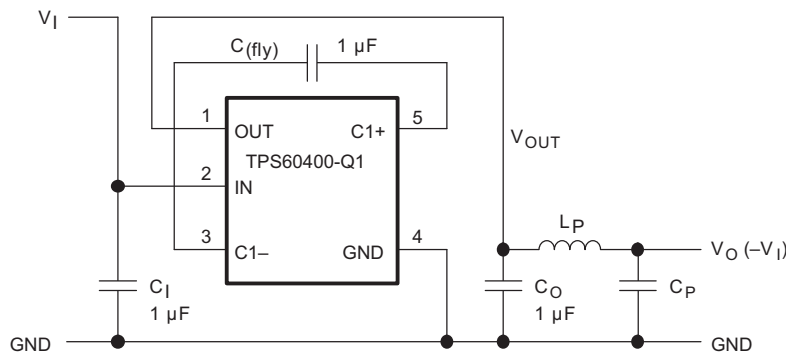 V_I
C_(fly) 1 µF
1 5
OUT C1+
V_OUT
TPS60400-Q1
2
IN
L_P
3 4
C1– GND
V_O (–V_I)
C_I
1 µF
C_O
1 µF
C_P
GND GND